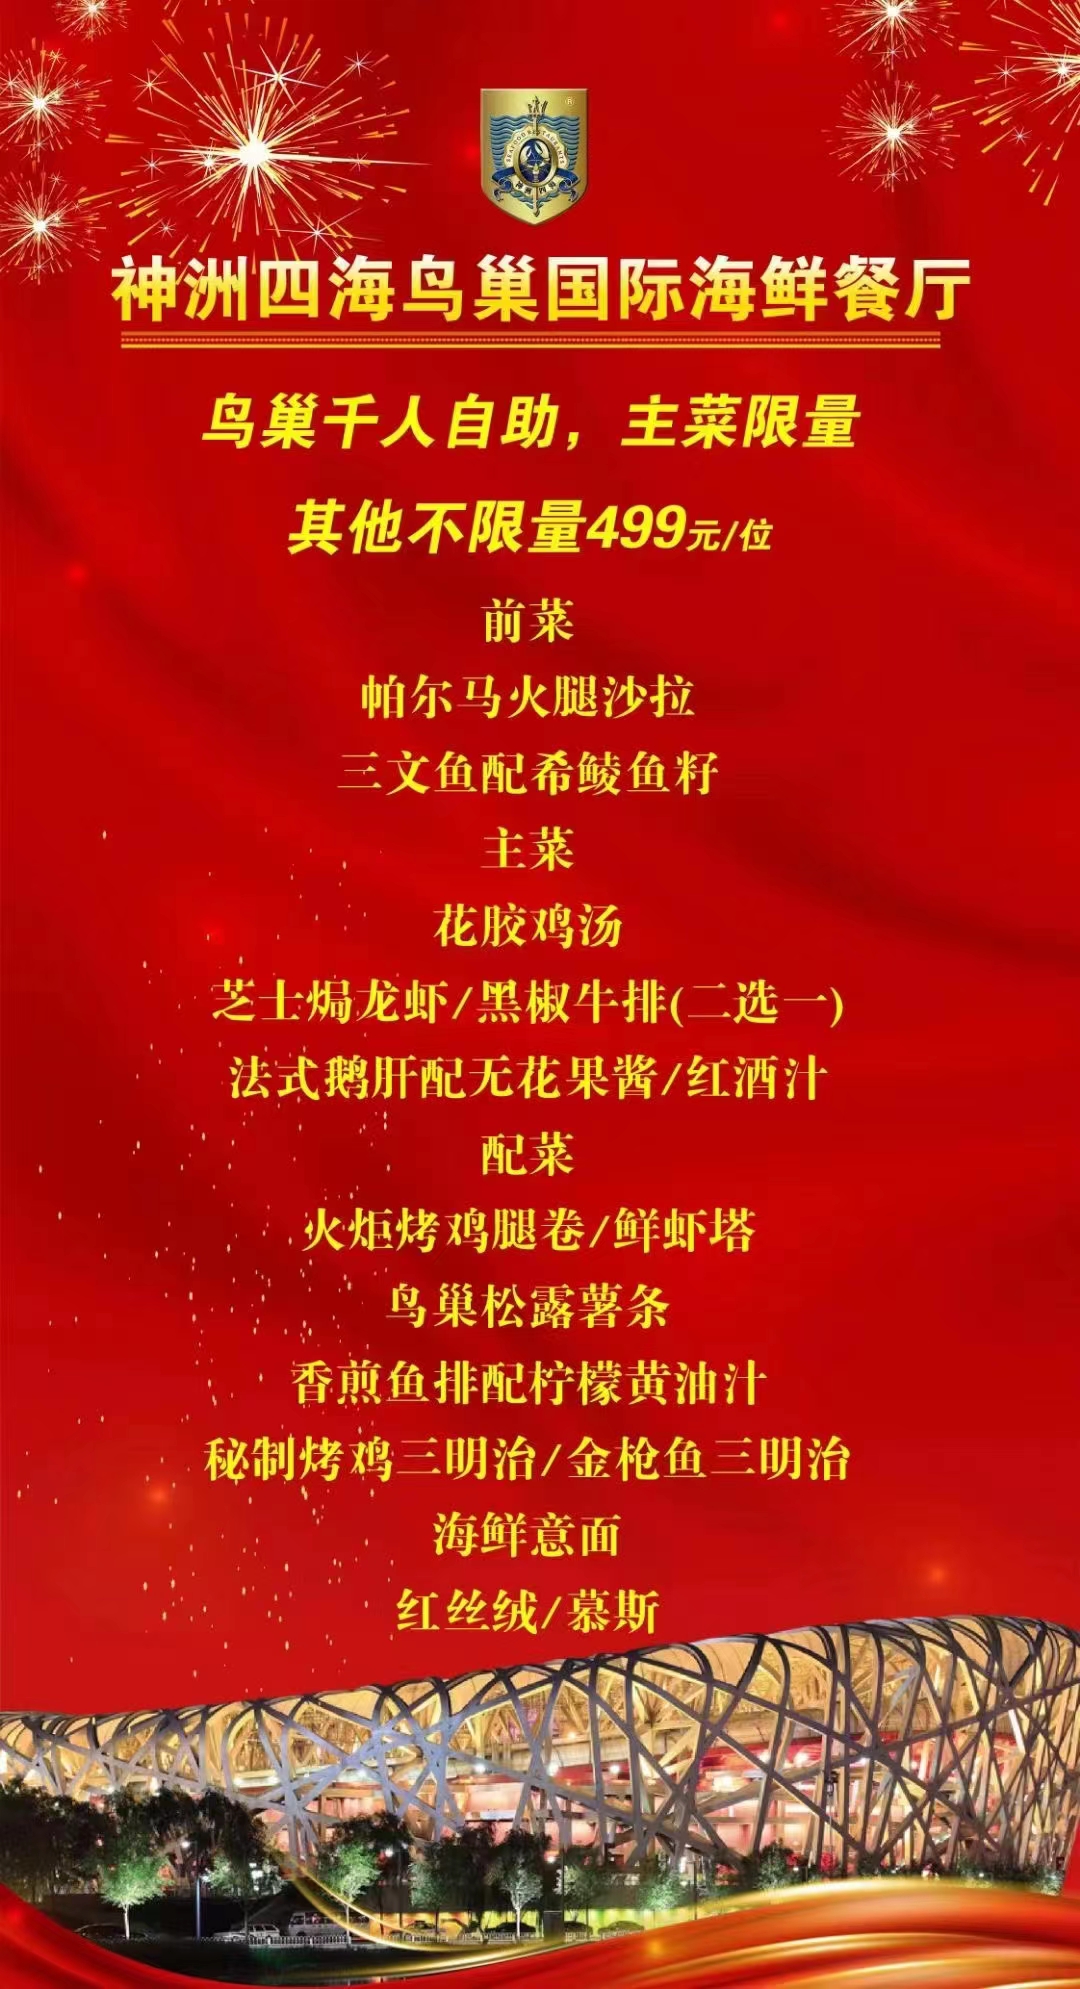 ®
SEAFOOD RESTAURANTS
神洲四海
神洲四海鸟巢国际海鲜餐厅
鸟巢千人自助，主菜限量
其他不限量499元/位
前菜
帕尔马火腿沙拉
三文鱼配希鲮鱼籽
主菜
花胶鸡汤
芝士焗龙虾/黑椒牛排(二选一)
法式鹅肝配无花果酱/红酒汁
配菜
火炬烤鸡腿卷/鲜虾塔
鸟巢松露薯条
香煎鱼排配柠檬黄油汁
秘制烤鸡三明治/金枪鱼三明治
海鲜意面
红丝绒/慕斯